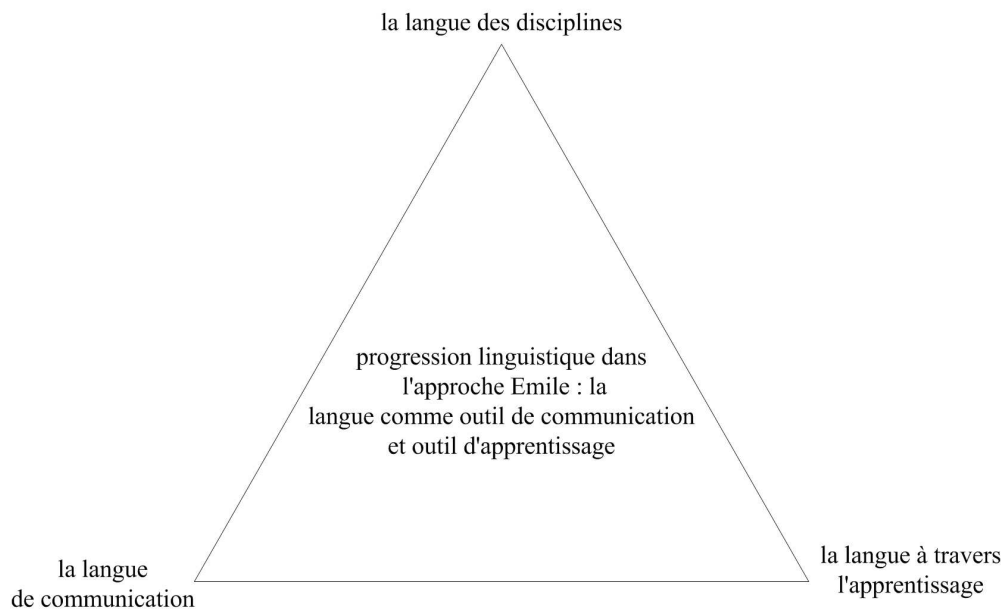 la langue des disciplines
progression linguistique dans
l'approche Emile : la
langue comme outil de communication
et outil d'apprentissage
la langue
de communication
la langue à travers
l'apprentissage